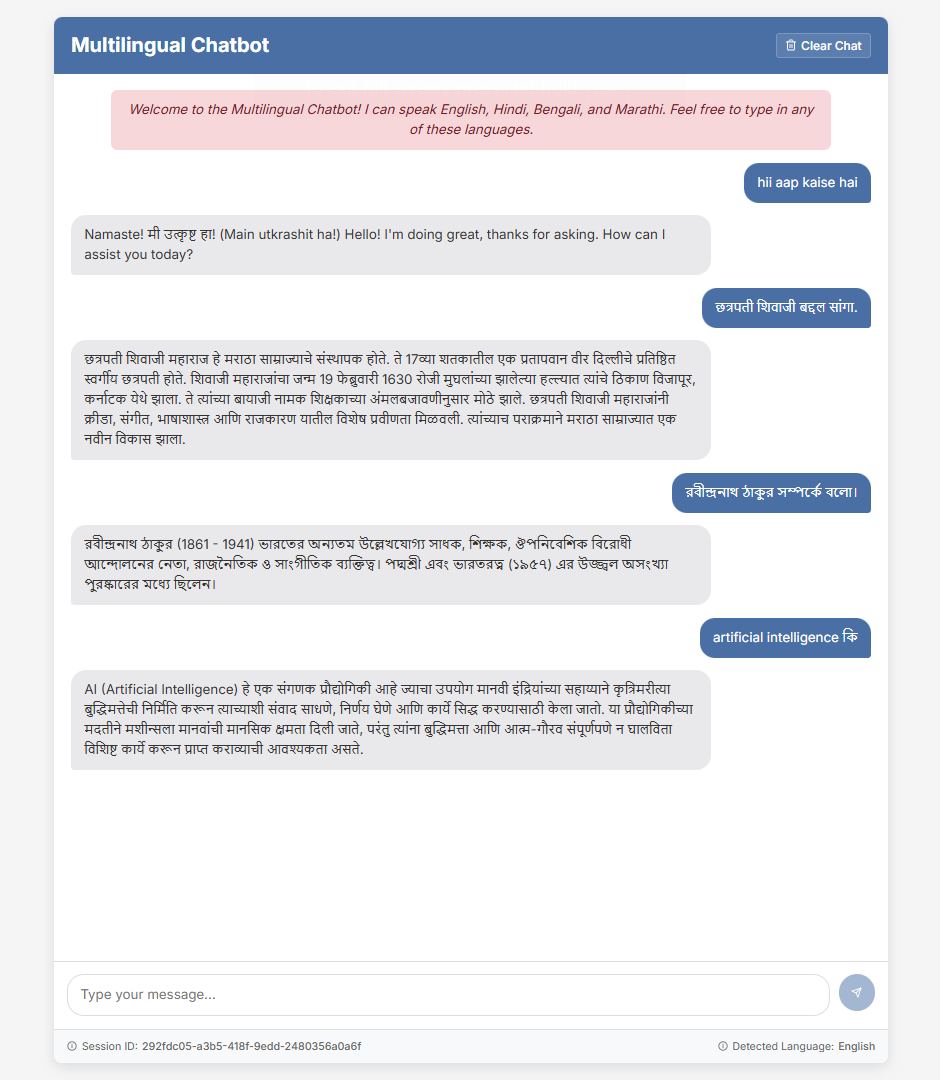 Multilingual Chatbot
Clear Chat
Welcome to the Multilingual Chatbot! I can speak English, Hindi, Bengali, and Marathi. Feel free to type in any
of these languages.
hii aap kaise hai
Namaste! मी उत्कृष्ट हा! (Main utkrashit ha!) Hello! I'm doing great, thanks for asking. How can I
assist you today?
छत्रपती शिवाजी बद्दल सांगा.
छत्रपती शिवाजी महाराज हे मराठा साम्राज्याचे संस्थापक होते. ते 17व्या शतकातील एक प्रतापवान वीर दिल्लीचे प्रतिष्ठित
स्वर्गीय छत्रपती होते. शिवाजी महाराजांचा जन्म 19 फेब्रुवारी 1630 रोजी मुघलांच्या झालेल्या हल्ल्यात त्यांचे ठिकाण विजापूर,
कर्नाटक येथे झाला. ते त्यांच्या बायाजी नामक शिक्षकाच्या अंमलबजावणीनुसार मोठे झाले. छत्रपती शिवाजी महाराजांनी
क्रीडा, संगीत, भाषाशास्त्र आणि राजकारण यातील विशेष प्रवीणता मिळवली. त्यांच्याच पराक्रमाने मराठा साम्राज्यात एक
नवीन विकास झाला.
রবীন্দ্রনাথ ঠাকুর সম্পর্কে বলো।
রবীন্দ্রনাথ ঠাকুর (1861 - 1941) ভারতের অন্যতম উল্লেখযোগ্য সাধক, শিক্ষক, ঔপনিবেশিক বিরোধী
আন্দোলনের নেতা, রাজনৈতিক ও সাংগীতিক ব্যক্তিত্ব। পদ্মশ্রী এবং ভারতরত্ন (১৯৫৭) এর উজ্জ্বল অসংখ্যা
পুরষ্কারের মধ্যে ছিলেন।
artificial intelligence कि
AI (Artificial Intelligence) हे एक संगणक प्रौद्योगिकी आहे ज्याचा उपयोग मानवी इंद्रियांच्या सहाय्याने कृत्रिमरीत्या
बुद्धिमत्तेची निर्मिति करून त्याच्याशी संवाद साधणे, निर्णय घेणे आणि कार्ये सिद्ध करण्यासाठी केला जातो. या प्रौद्योगिकीच्या
मदतीने मशीन्सला मानवांची मानसिक क्षमता दिली जाते, परंतु त्यांना बुद्धिमत्ता आणि आत्म-गौरव संपूर्णपणे न घालविता
विशिष्ट कार्ये करून प्राप्त कराव्याची आवश्यकता असते.
Type your message...
Session ID: 292fdc05-a3b5-418f-9edd-2480356a0a6f
Detected Language: English